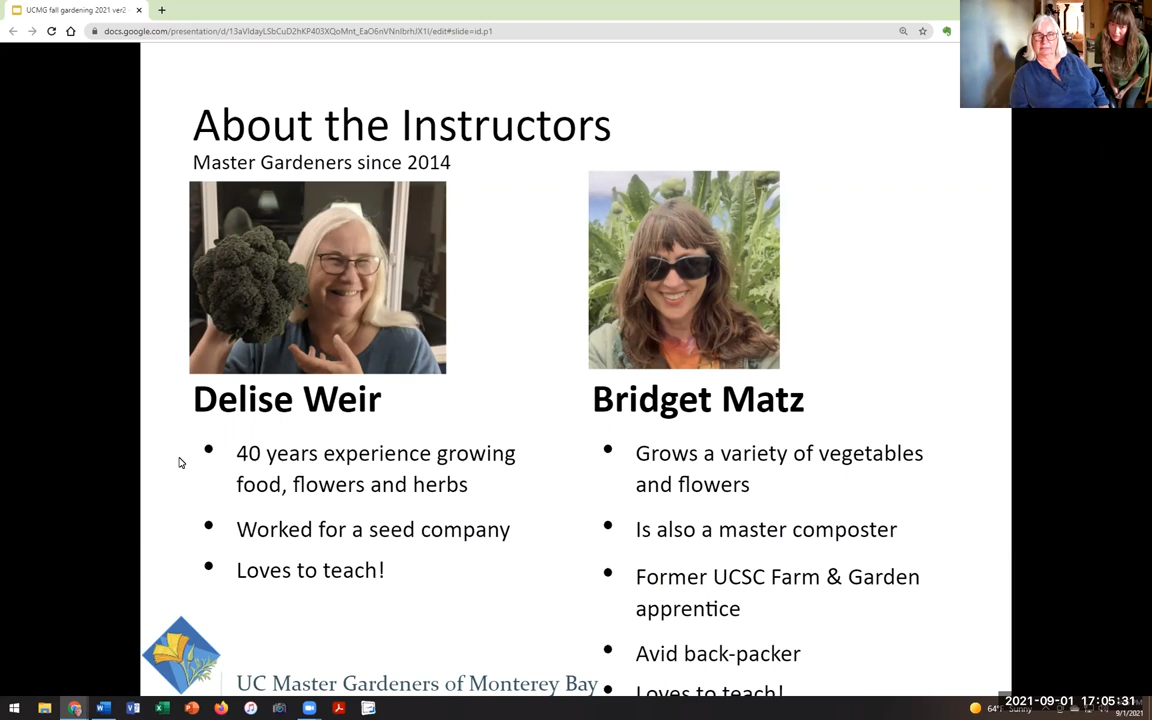 UCMG fall gardening 2021 ver2
docs.google.com/presentation/d/13aVIdayLSbCuD2hKP403XQoMnt_EaO6nVNnIbrhJX1I/edit#slide=id.p1
About the Instructors
Master Gardeners since 2014
Delise Weir
Bridget Matz
• 40 years experience growing
food, flowers and herbs
• Worked for a seed company
• Loves to teach!
• Grows a variety of vegetables
and flowers
• Is also a master composter
• Former UCSC Farm & Garden
apprentice
• Avid back-packer
• Loves to teach!
UC Master Gardeners of Monterey Bay
64°
2021-09-01 17:05:31
9/1/2021